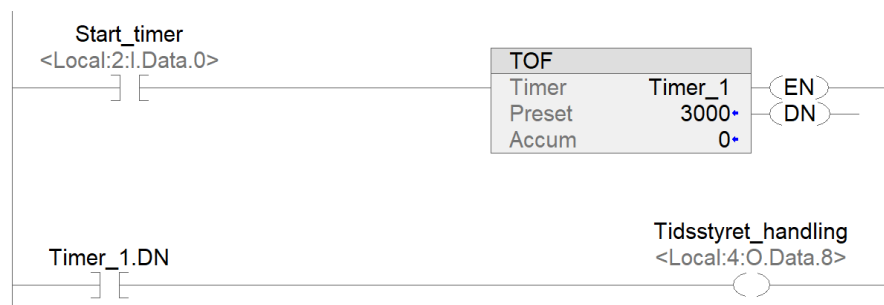 Start_timer
<Local:2:I.Data.0>
TOF
Timer Timer_1 EN
Preset 3000 DN
Accum 0
Tidsstyret_handling
<Local:4:O.Data.8>
Timer_1.DN